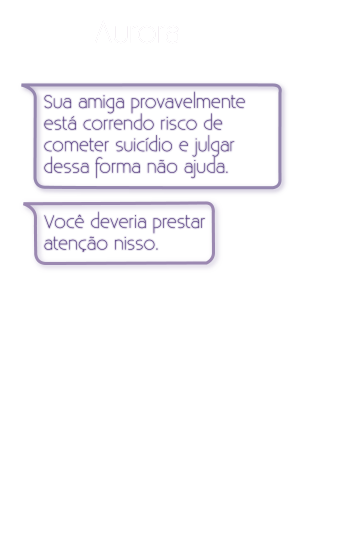 Aurora
Sua amiga provavelmente
está correndo risco de
cometer suicídio e julgar
dessa forma não ajuda.
Você deveria prestar
atenção nisso.